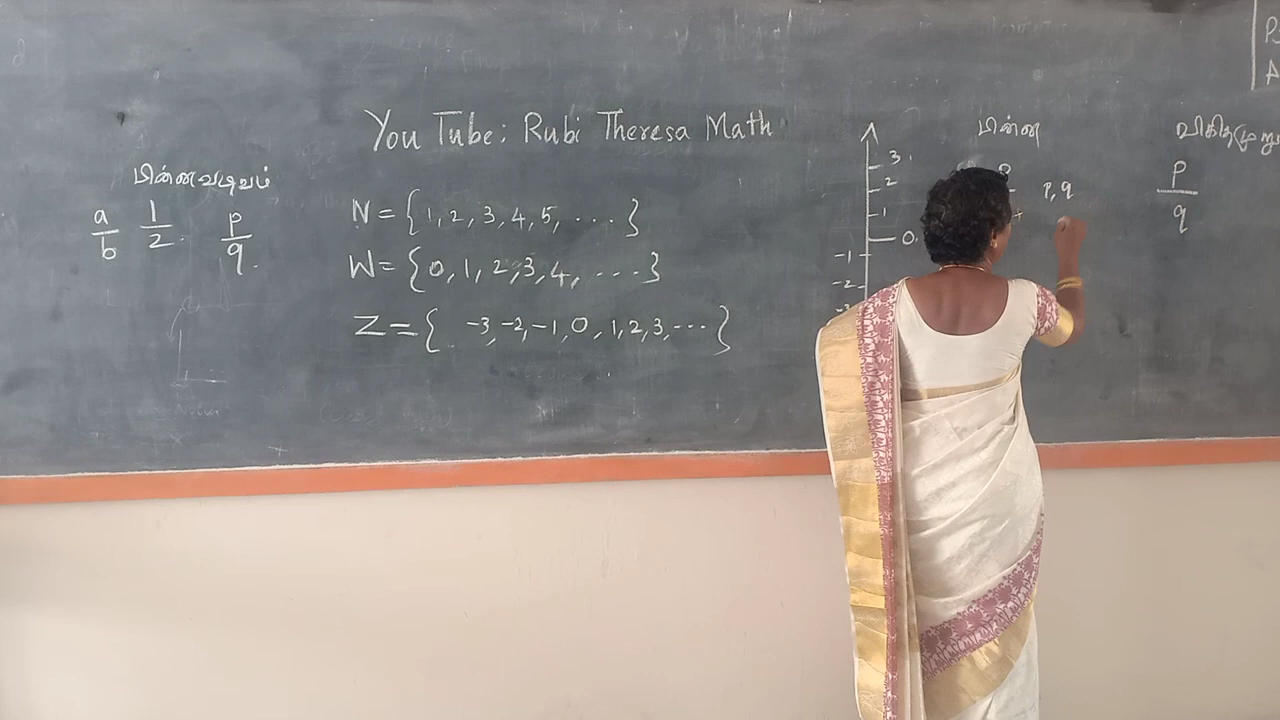 You Tube: Rubi Theresa Math
மின்னவடிவம்
a/b 1/2. p/q.
N = {1, 2, 3, 4, 5, ....}
W = {0, 1, 2, 3, 4, ....}
Z = { -3, -2, -1, 0, 1, 2, 3, ... }
3
2
1
0
-1
-2
மின்ன
P, q
P/q